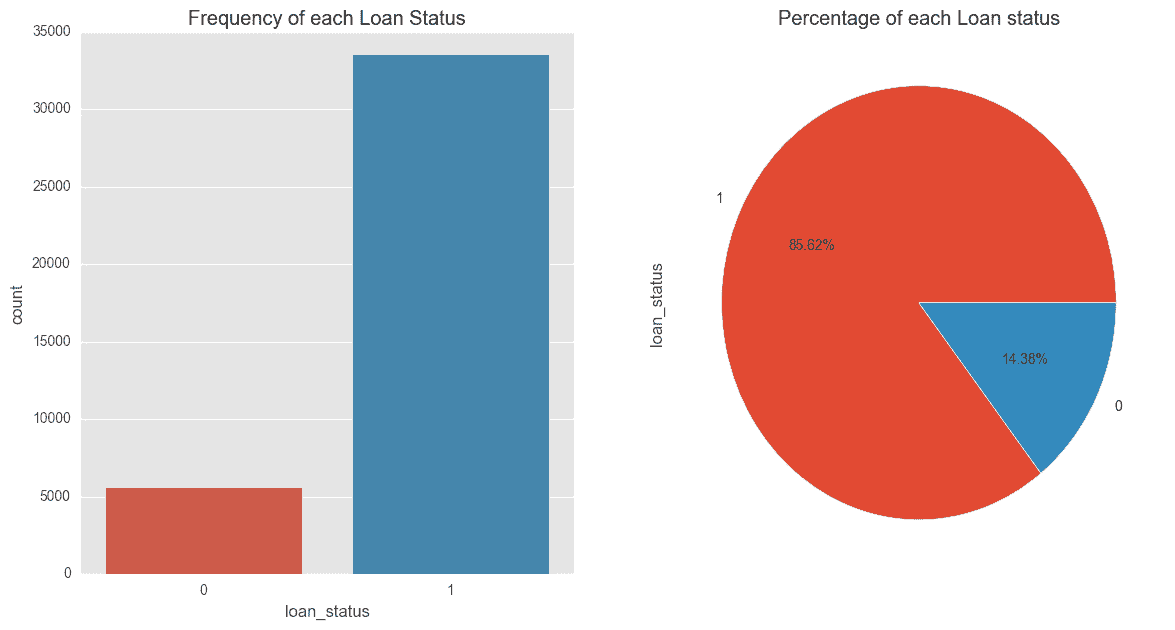 Frequency of each Loan Status
35000
30000
25000
20000
15000
10000
5000
0
count
0 1
loan_status
Percentage of each Loan status
loan_status
1
85.62%
14.38%
0